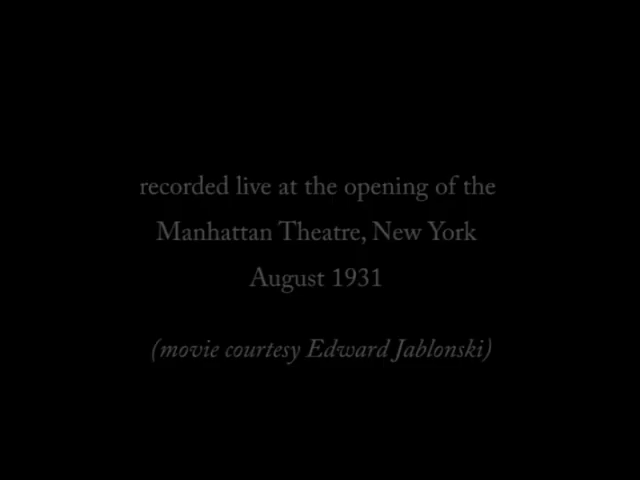 recorded live at the opening of the
Manhattan Theatre, New York
August 1931
(movie courtesy Edward Jablonski)